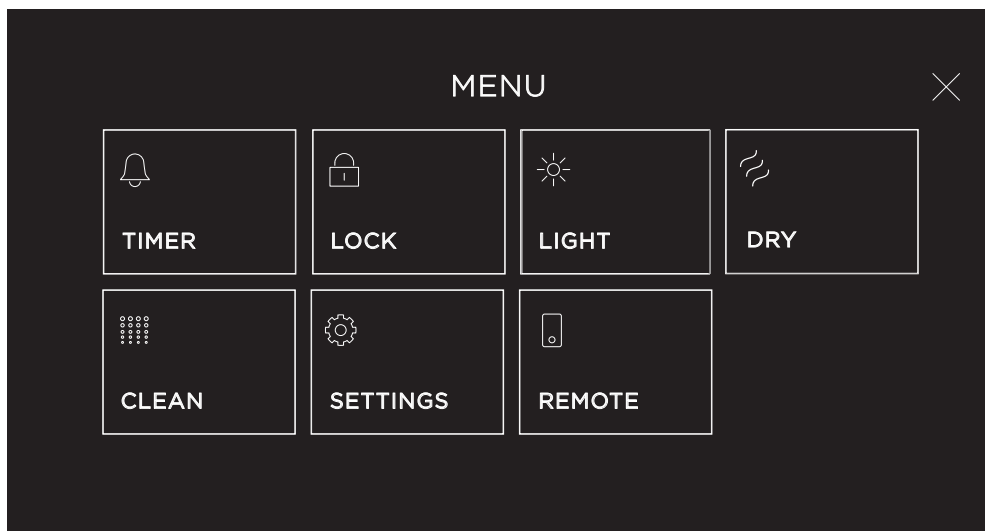 MENU
TIMER
LOCK
LIGHT
DRY
CLEAN
SETTINGS
REMOTE